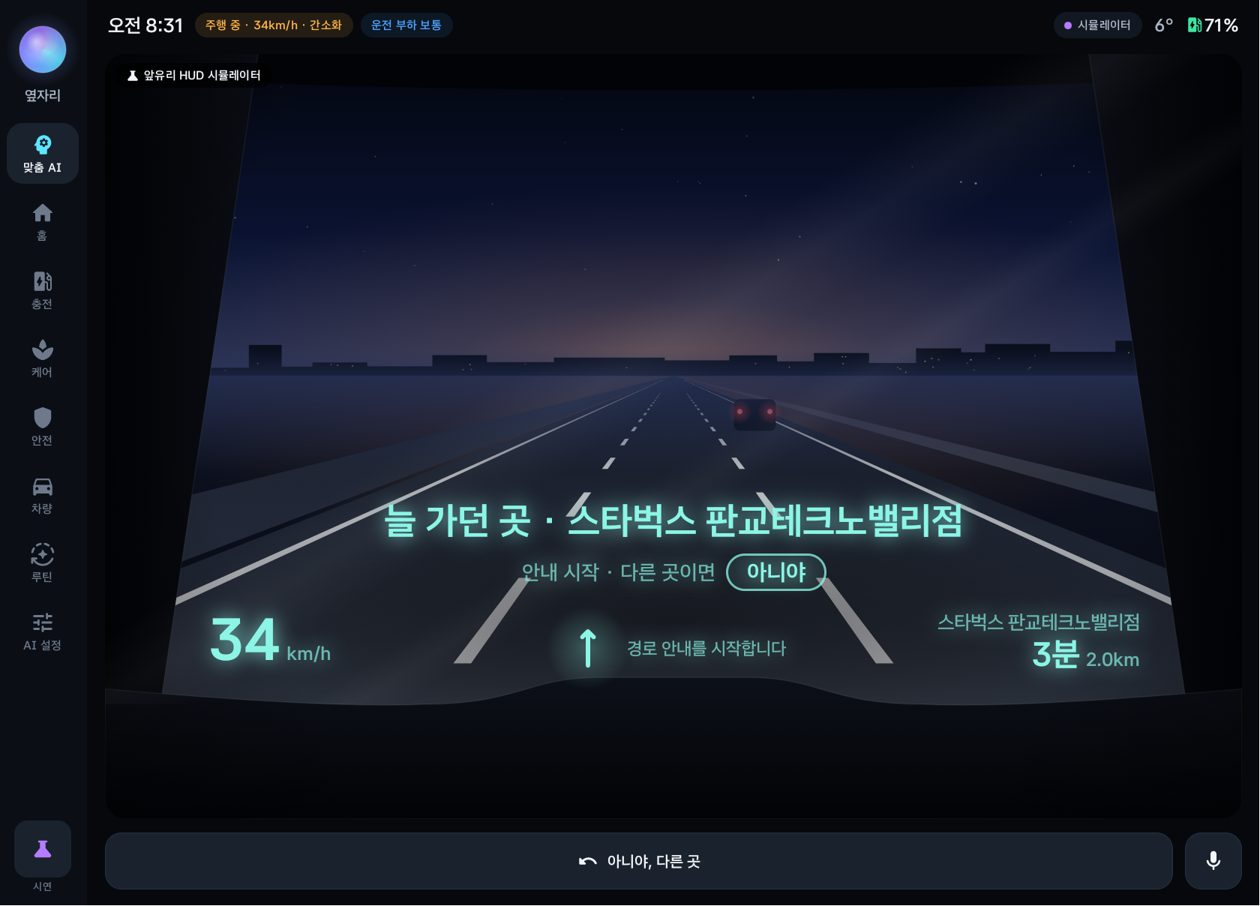 오전 8:31
주행 중 · 34km/h · 간소화
운전 부하 보통
시뮬레이터
6°
71%
옆자리
맞춤 AI
홈
충전
케어
안전
차량
루틴
AI 설정
시연
앞유리 HUD 시뮬레이터
늘 가던 곳 · 스타벅스 판교테크노밸리점
안내 시작 · 다른 곳이면 아니야
34 km/h
경로 안내를 시작합니다
스타벅스 판교테크노밸리점
3분 2.0km
아니야, 다른 곳